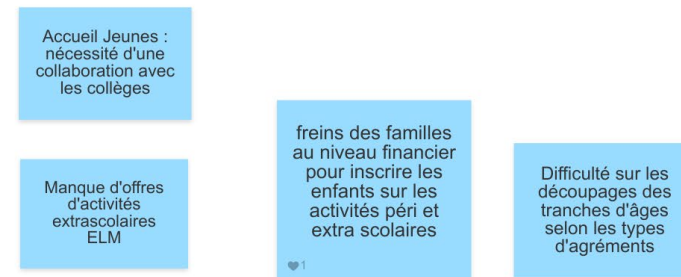 Accueil Jeunes :
nécessité d'une
collaboration avec
les collèges
Manque d'offres
d'activités
extrascolaires
ELM
freins des familles
au niveau financier
pour inscrire les
enfants sur les
activités péri et
extra scolaires
1
Difficulté sur les
découpages des
tranches d'âges
selon les types
d'agréments